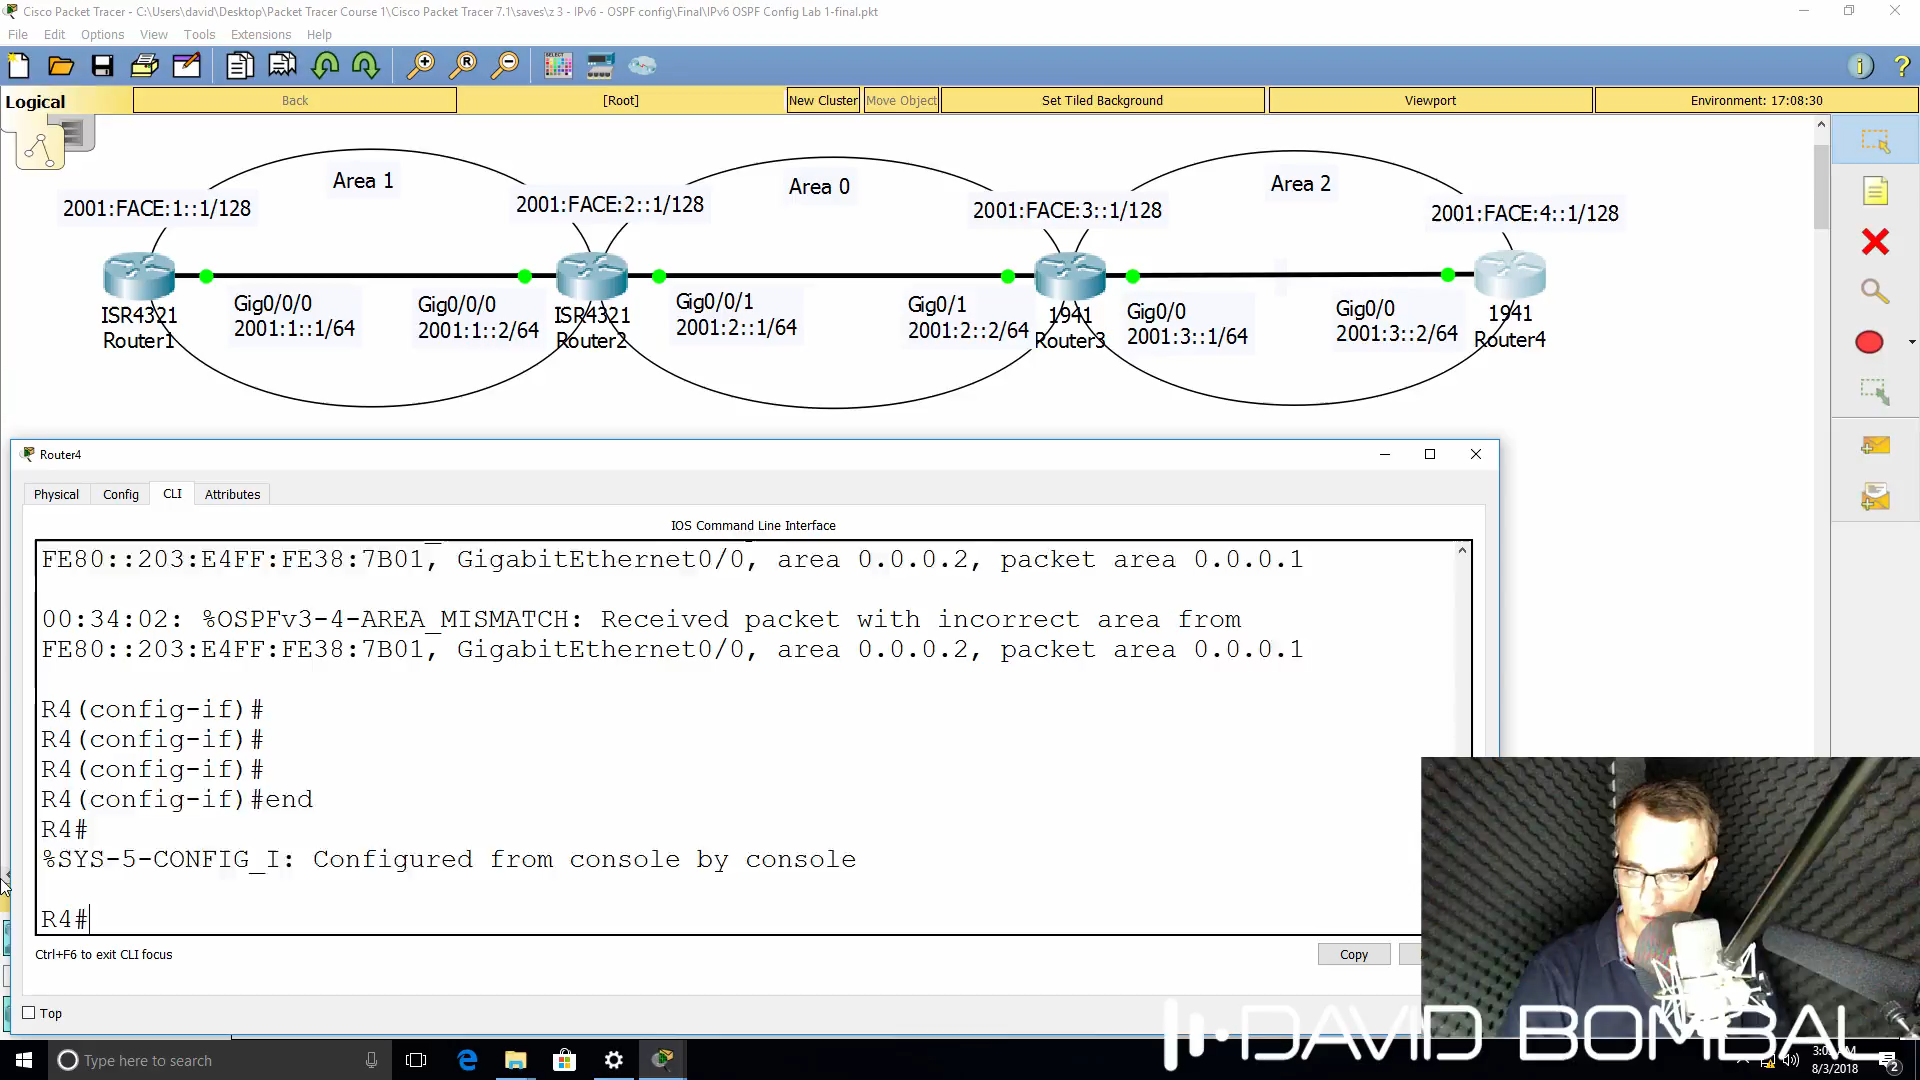 Cisco Packet Tracer - C:\Users\david\Desktop\Packet Tracer Course 1\Cisco Packet Tracer 7.1\saves\z 3 - IPv6 - OSPF config\Final\IPv6 OSPF Config Lab 1-final.pkt
File Edit Options View Tools Extensions Help
Logical Back [Root] New Cluster Move Object Set Tiled Background Viewport Environment: 17:08:30
Area 1 Area 0 Area 2
2001:FACE:1::1/128 2001:FACE:2::1/128 2001:FACE:3::1/128 2001:FACE:4::1/128
Gig0/0/0
2001:1::1/64
Gig0/0/0
2001:1::2/64
Gig0/0/1
2001:2::1/64
Gig0/1
2001:2::2/64
Gig0/0
2001:3::1/64
Gig0/0
2001:3::2/64
ISR4321
Router1
ISR4321
Router2
1941
Router3
1941
Router4
Router4
Physical Config CLI Attributes
IOS Command Line Interface
FE80::203:E4FF:FE38:7B01, GigabitEthernet0/0, area 0.0.0.2, packet area 0.0.0.1
00:34:02: %OSPFv3-4-AREA_MISMATCH: Received packet with incorrect area from
FE80::203:E4FF:FE38:7B01, GigabitEthernet0/0, area 0.0.0.2, packet area 0.0.0.1
R4(config-if)#
R4(config-if)#
R4(config-if)#
R4(config-if)#end
R4#
%SYS-5-CONFIG_I: Configured from console by console
R4#
Ctrl+F6 to exit CLI focus
Copy
Top
DAVID BOMBAL
Type here to search
8/3/2018
2